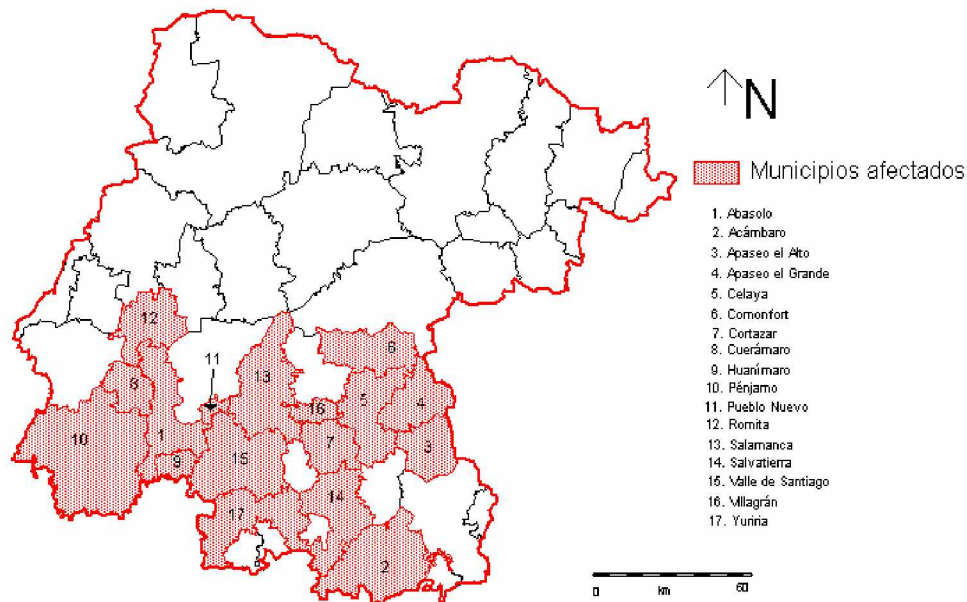 N
Municipios afectados
1. Abasolo
2. Acámbaro
3. Apaseo el Alto
4. Apaseo el Grande
5. Celaya
6. Comonfort
7. Cortazar
8. Cuerámaro
9. Huanímaro
10. Pénjamo
11. Pueblo Nuevo
12. Romita
13. Salamanca
14. Salvatierra
15. Valle de Santiago
16. Villagrán
17. Yuriria
12
11
6
8
13
16
5
4
10
1
7
3
9
15
14
17
2
0 km 60